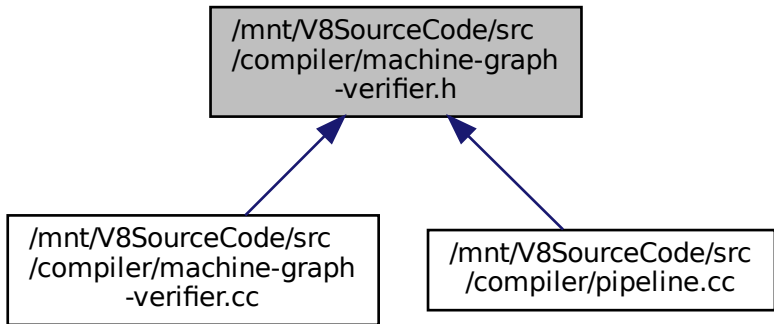 /mnt/V8SourceCode/src
/compiler/machine-graph
-verifier.h
/mnt/V8SourceCode/src
/compiler/machine-graph
-verifier.cc
/mnt/V8SourceCode/src
/compiler/pipeline.cc